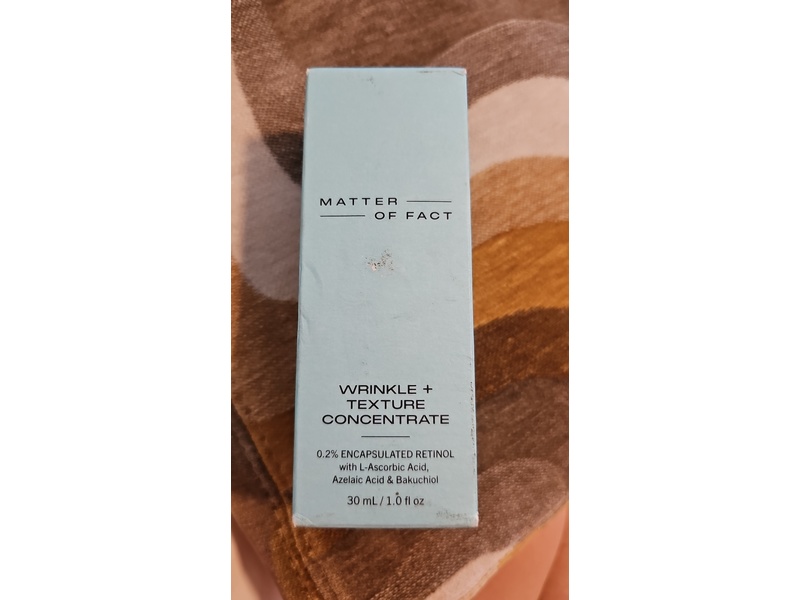 MATTER
OF FACT
WRINKLE +
TEXTURE
CONCENTRATE
0.2% ENCAPSULATED RETINOL
with L-Ascorbic Acid,
Azelaic Acid & Bakuchiol
30 mL / 1.0 fl oz